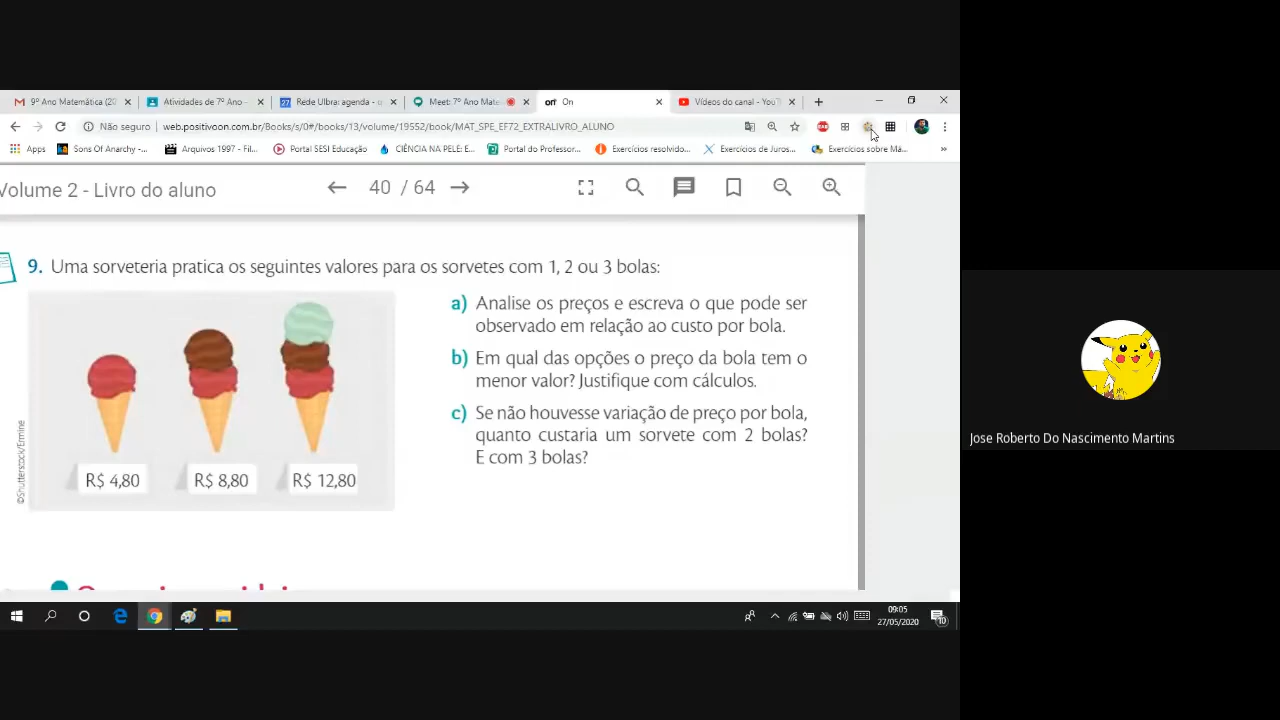 9º Ano Matemática (20
Atividades de 7º Ano -
Rede Ulbra: agenda -
Meet: 7º Ano Mate
On
Vídeos do canal - YouT
Não seguro
web.positivoon.com.br/Books/s/0#/books/13/volume/19552/book/MAT_SPE_EF72_EXTRALIVRO_ALUNO
Apps
Sons Of Anarchy -...
Arquivos 1997 - Fil...
Portal SESI Educação
CIÊNCIA NA PELE: E...
Portal do Professor...
Exercícios resolvido...
Exercícios de Juros...
Exercícios sobre Ma...
Volume 2 - Livro do aluno
40 / 64
9. Uma sorveteria pratica os seguintes valores para os sorvetes com 1, 2 ou 3 bolas:
R$ 4,80
R$ 8,80
R$ 12,80
©Shutterstock/Ermine
a) Analise os preços e escreva o que pode ser
observado em relação ao custo por bola.
b) Em qual das opções o preço da bola tem o
menor valor? Justifique com cálculos.
c) Se não houvesse variação de preço por bola,
quanto custaria um sorvete com 2 bolas?
E com 3 bolas?
Jose Roberto Do Nascimento Martins
09:05
27/05/2020
10